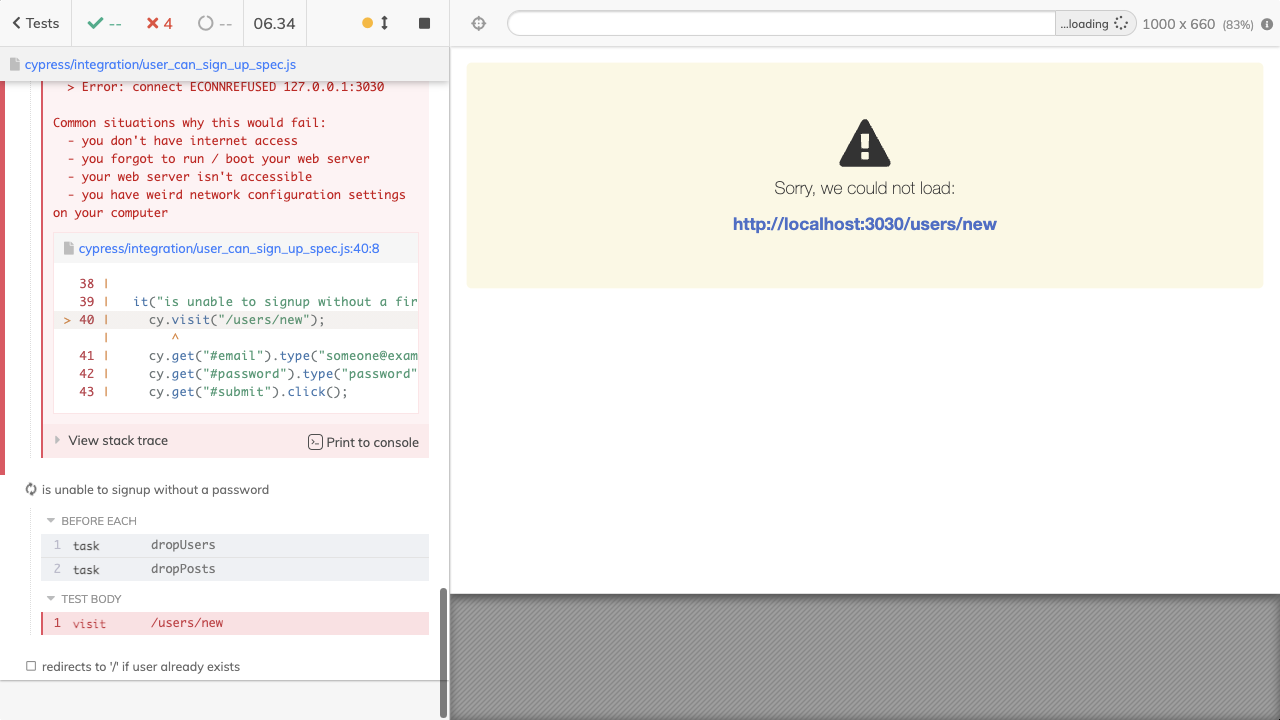 Tests
--
4
--
06.34
...loading
1000 x 660 (83%)
cypress/integration/user_can_sign_up_spec.js
> Error: connect ECONNREFUSED 127.0.0.1:3030
Common situations why this would fail:
- you don't have internet access
- you forgot to run / boot your web server
- your web server isn't accessible
- you have weird network configuration settings
on your computer
cypress/integration/user_can_sign_up_spec.js:40:8
38 |
39 | it("is unable to signup without a fir
> 40 | cy.visit("/users/new");
| ^
41 | cy.get("#email").type("someone@exam
42 | cy.get("#password").type("password"
43 | cy.get("#submit").click();
View stack trace
Print to console
is unable to signup without a password
BEFORE EACH
1 task dropUsers
2 task dropPosts
TEST BODY
1 visit /users/new
redirects to '/' if user already exists
Sorry, we could not load:
http://localhost:3030/users/new